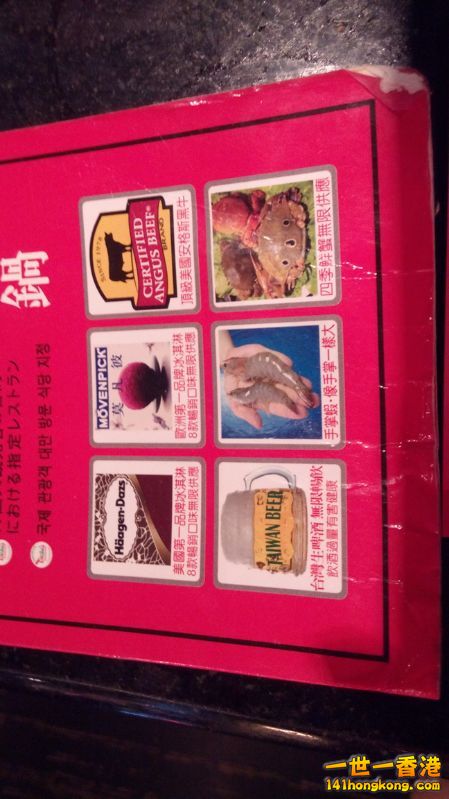 鍋
における指定レストラン
국제 관광객 대만 방문 식당 지정
SINCE 1978
CERTIFIED
ANGUS BEEF®
BRAND
頂級美國安格斯黑牛
MÖVENPICK
莫凡彼
歐洲第一品牌冰淇淋
8款暢銷口味無限供應
Häagen-Dazs
美國第一品牌冰淇淋
8款暢銷口味無限供應
四季鮮蟹無限供應
手掌蝦·像手掌一樣大
TAIWAN BEER
台灣生啤酒 無限暢飲
飲酒過量有害健康
一世一香港
141hongkong.com